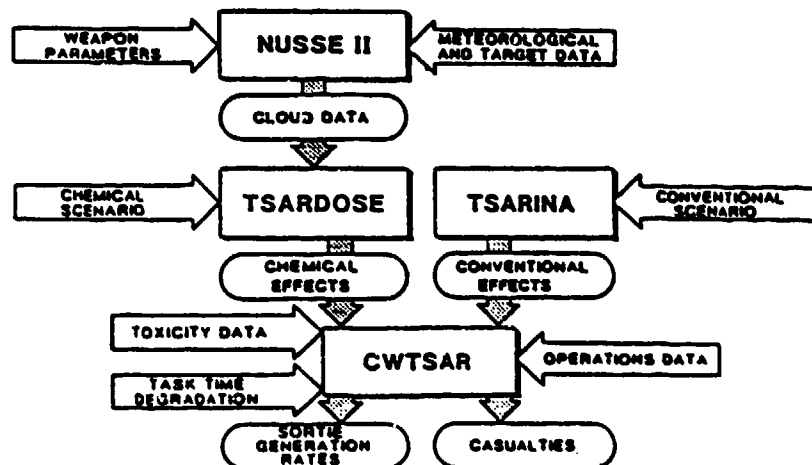 WEAPON
PARAMETERS
NUSSE II
METEOROLOGICAL
AND TARGET DATA
CLOUD DATA
CHEMICAL
SCENARIO
TSARDOSE
TSARINA
CONVENTIONAL
SCENARIO
CHEMICAL
EFFECTS
CONVENTIONAL
EFFECTS
TOXICITY DATA
CWTSAR
OPERATIONS DATA
TASK TIME
DEGRADATION
SORTIE
GENERATION
RATES
CASUALTIES